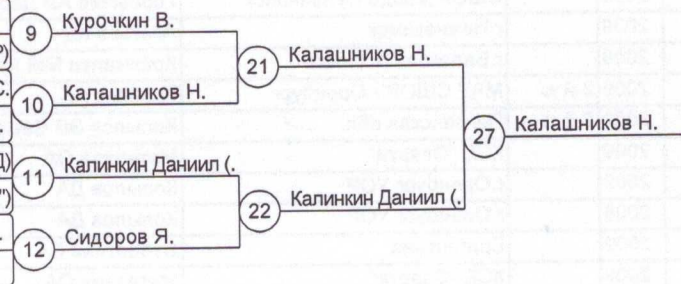 9 Курочкин В.
21 Калашников Н.
10 Калашников Н.
27 Калашников Н.
11 Калинкин Даниил (.
22 Калинкин Даниил (.
12 Сидоров Я.